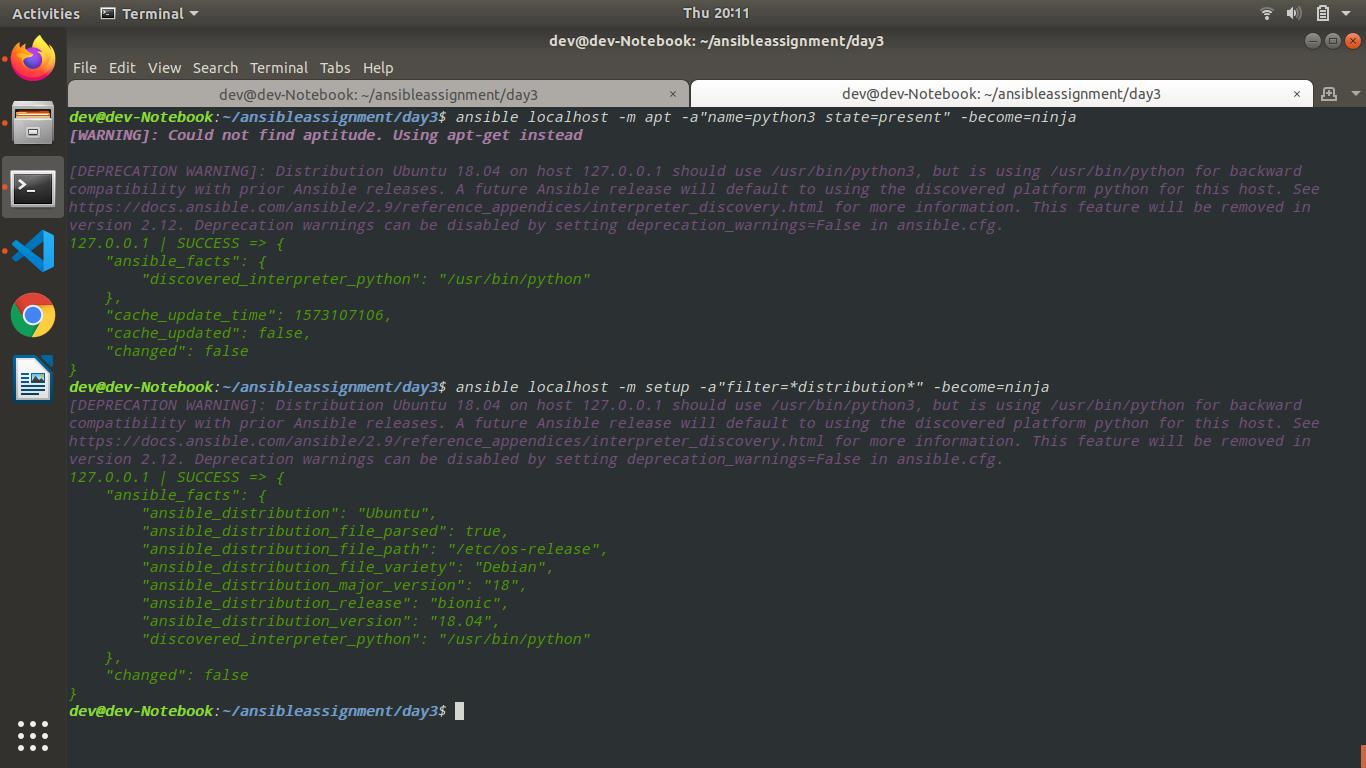 Activities Terminal Thu 20:11
dev@dev-Notebook: ~/ansibleassignment/day3
File Edit View Search Terminal Tabs Help
dev@dev-Notebook: ~/ansibleassignment/day3 × dev@dev-Notebook: ~/ansibleassignment/day3 ×
dev@dev-Notebook:~/ansibleassignment/day3$ ansible localhost -m apt -a"name=python3 state=present" -become=ninja
[WARNING]: Could not find aptitude. Using apt-get instead
[DEPRECATION WARNING]: Distribution Ubuntu 18.04 on host 127.0.0.1 should use /usr/bin/python3, but is using /usr/bin/python for backward
compatibility with prior Ansible releases. A future Ansible release will default to using the discovered platform python for this host. See
https://docs.ansible.com/ansible/2.9/reference_appendices/interpreter_discovery.html for more information. This feature will be removed in
version 2.12. Deprecation warnings can be disabled by setting deprecation_warnings=False in ansible.cfg.
127.0.0.1 | SUCCESS => {
    "ansible_facts": {
        "discovered_interpreter_python": "/usr/bin/python"
    },
    "cache_update_time": 1573107106,
    "cache_updated": false,
    "changed": false
}
dev@dev-Notebook:~/ansibleassignment/day3$ ansible localhost -m setup -a"filter=*distribution*" -become=ninja
[DEPRECATION WARNING]: Distribution Ubuntu 18.04 on host 127.0.0.1 should use /usr/bin/python3, but is using /usr/bin/python for backward
compatibility with prior Ansible releases. A future Ansible release will default to using the discovered platform python for this host. See
https://docs.ansible.com/ansible/2.9/reference_appendices/interpreter_discovery.html for more information. This feature will be removed in
version 2.12. Deprecation warnings can be disabled by setting deprecation_warnings=False in ansible.cfg.
127.0.0.1 | SUCCESS => {
    "ansible_facts": {
        "ansible_distribution": "Ubuntu",
        "ansible_distribution_file_parsed": true,
        "ansible_distribution_file_path": "/etc/os-release",
        "ansible_distribution_file_variety": "Debian",
        "ansible_distribution_major_version": "18",
        "ansible_distribution_release": "bionic",
        "ansible_distribution_version": "18.04",
        "discovered_interpreter_python": "/usr/bin/python"
    },
    "changed": false
}
dev@dev-Notebook:~/ansibleassignment/day3$